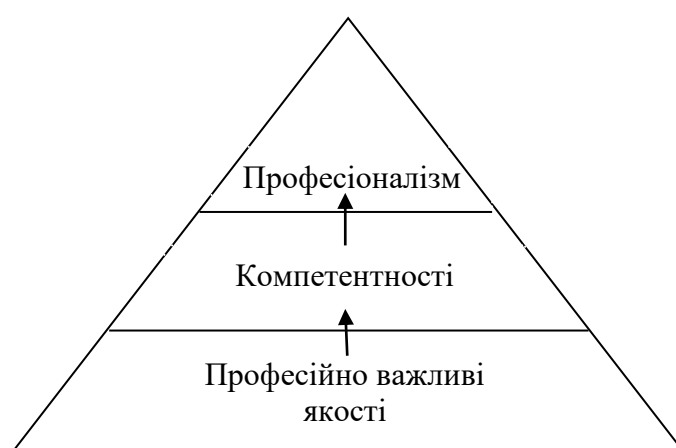 Професіоналізм
Компетентності
Професійно важливі
якості